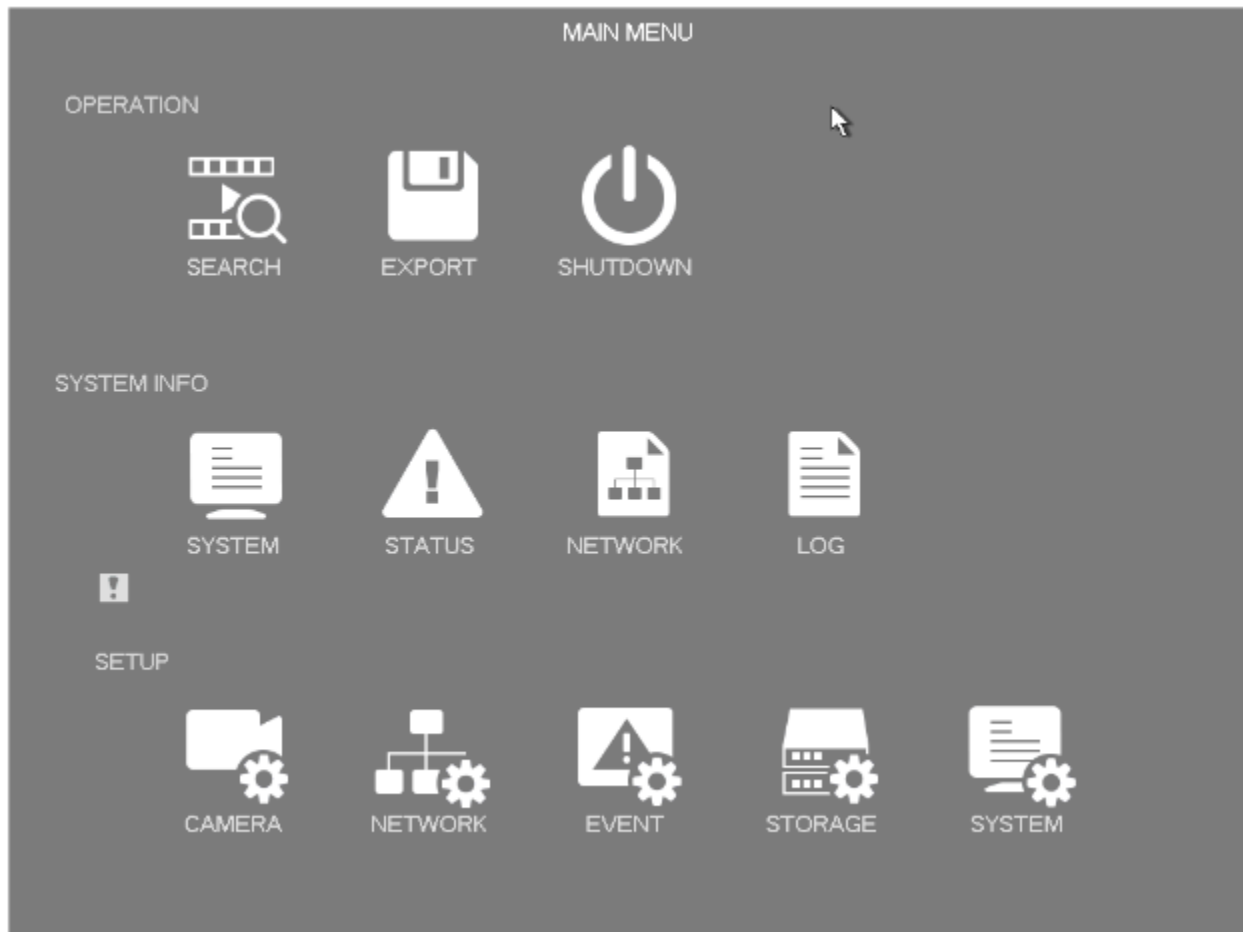 MAIN MENU
OPERATION
SEARCH EXPORT SHUTDOWN
SYSTEM INFO
SYSTEM STATUS NETWORK LOG
SETUP
CAMERA NETWORK EVENT STORAGE SYSTEM